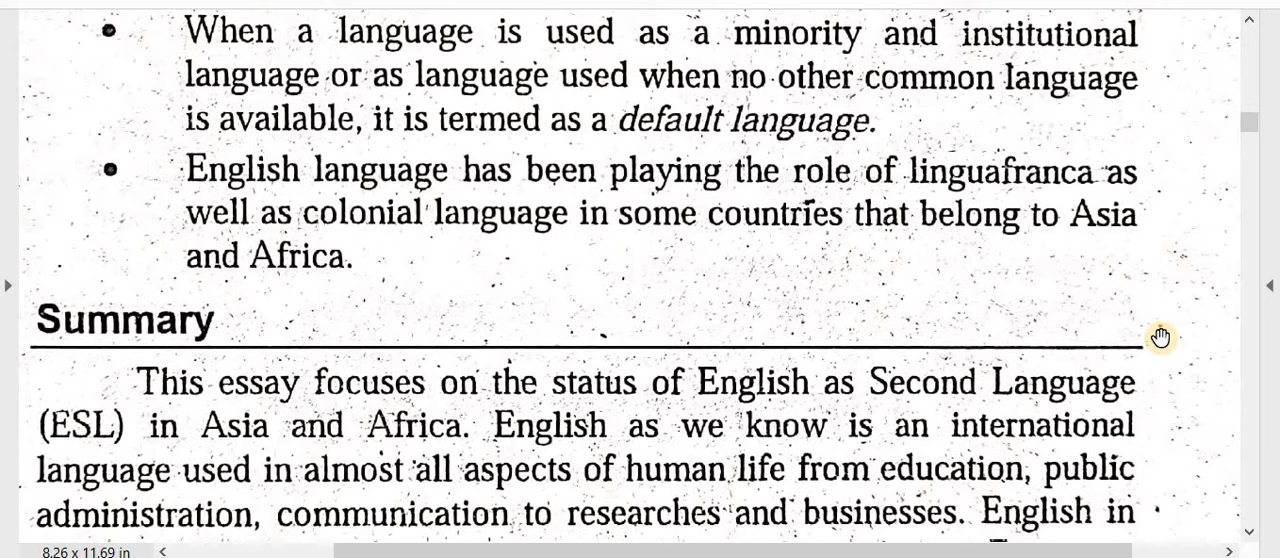 When a language is used as a minority and institutional
language or as language used when no other common language
is available, it is termed as a default language.
English language has been playing the role of linguafranca as
well as colonial language in some countries that belong to Asia
and Africa.
Summary
This essay focuses on the status of English as Second Language
(ESL) in Asia and Africa. English as we know is an international
language used in almost all aspects of human life from education, public
administration, communication to researches and businesses. English in
8.26 x 11.69 in